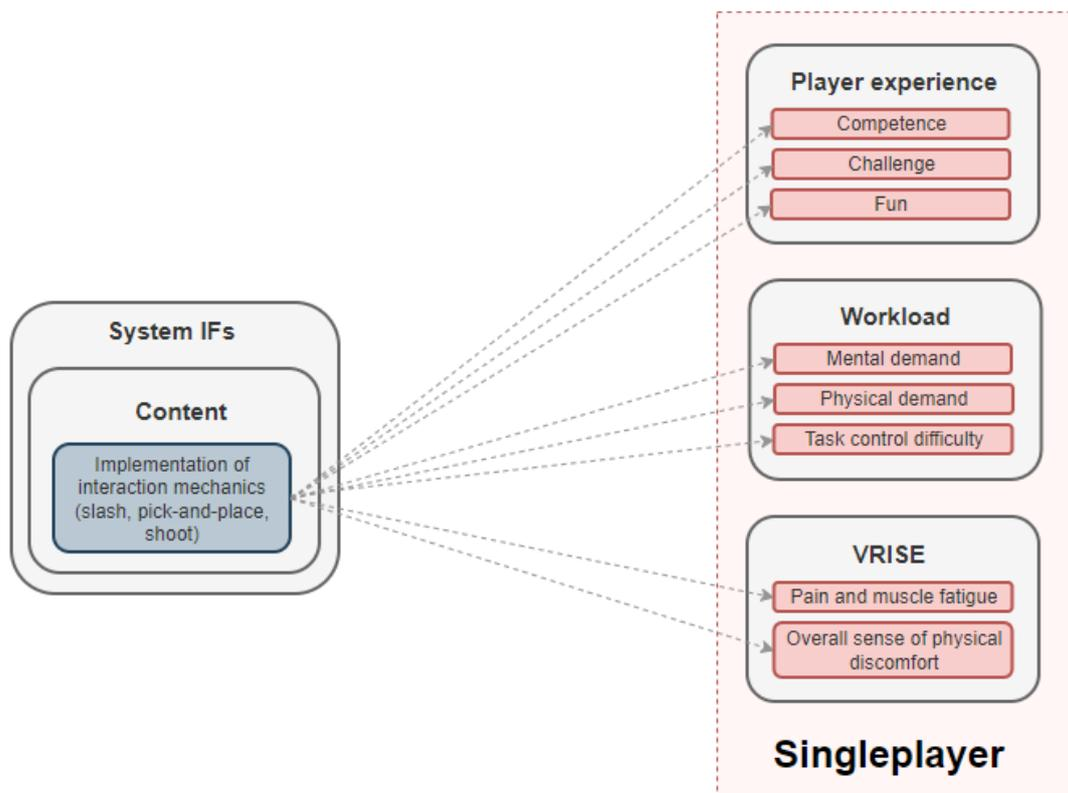 Player experience
Competence
Challenge
Fun
System IFs
Content
Implementation of
interaction mechanics
(slash, pick-and-place,
shoot)
Workload
Mental demand
Physical demand
Task control difficulty
VRISE
Pain and muscle fatigue
Overall sense of physical
discomfort
Singleplayer